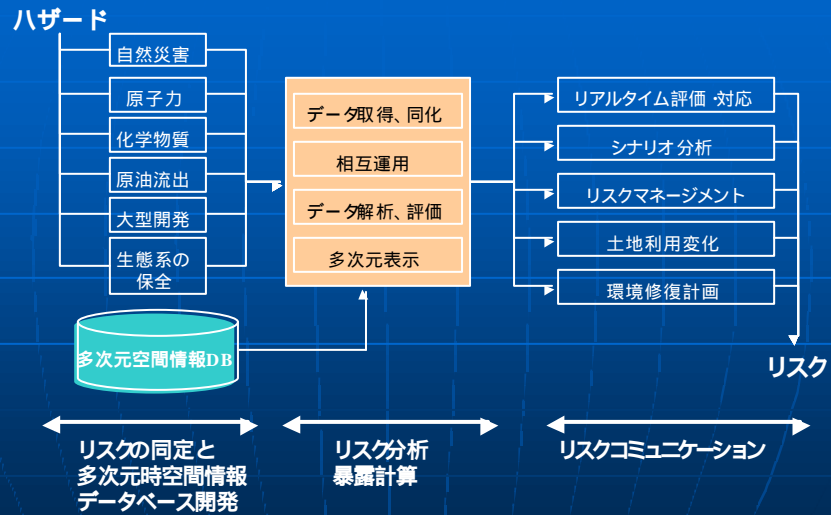 ハザード
自然災害
原子力
化学物質
原油流出
大型開発
生態系の
保全
多次元空間情報DB
データ取得、同化
相互運用
データ解析、評価
多次元表示
リアルタイム評価・対応
シナリオ分析
リスクマネージメント
土地利用変化
環境修復計画
リスク
リスクの同定と
多次元時空間情報
データベース開発
リスク分析
暴露計算
リスクコミュニケーション